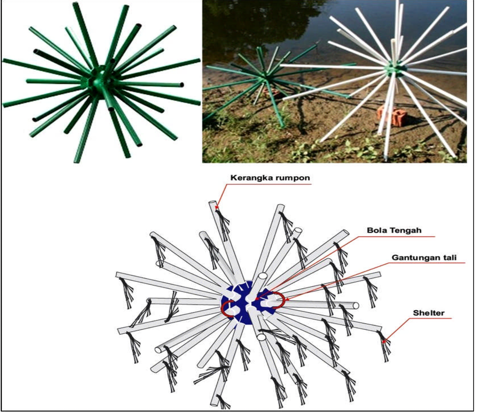 Kerangka rumpon
Bola Tengah
Gantungan tali
Shelter